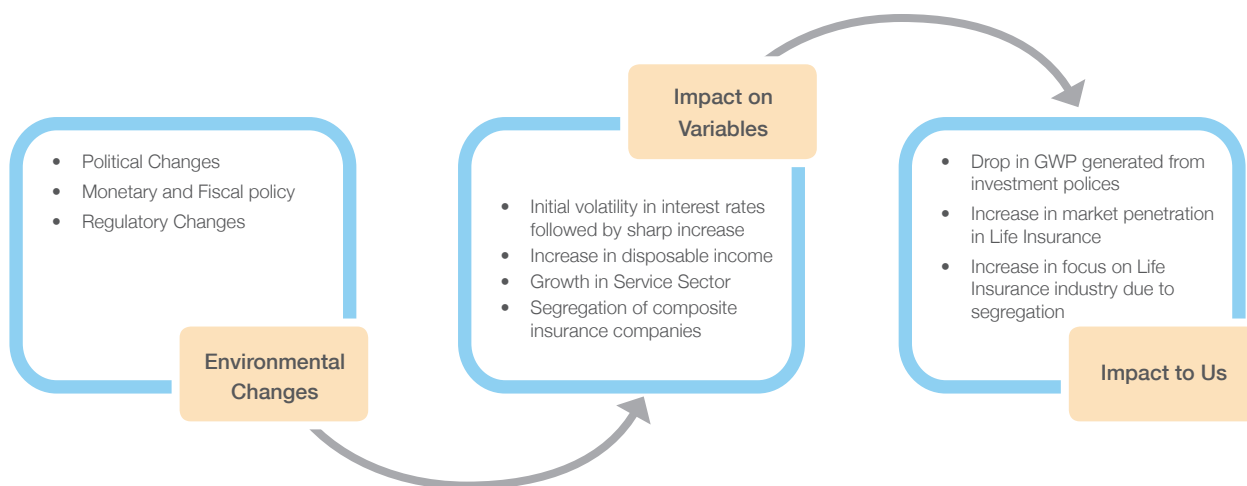 • Political Changes
• Monetary and Fiscal policy
• Regulatory Changes
Environmental
Changes
Impact on
Variables
• Initial volatility in interest rates
followed by sharp increase
• Increase in disposable income
• Growth in Service Sector
• Segregation of composite
insurance companies
• Drop in GWP generated from
investment polices
• Increase in market penetration
in Life Insurance
• Increase in focus on Life
Insurance industry due to
segregation
Impact to Us